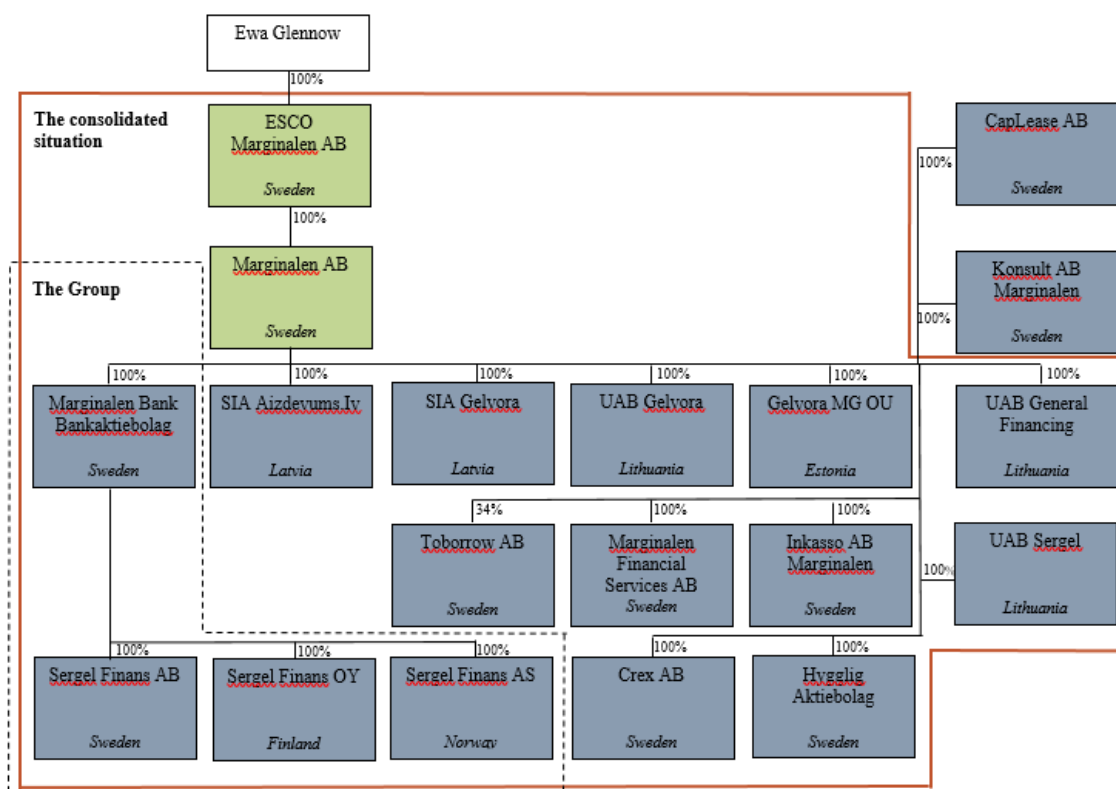 Ewa Glennow
100%
The consolidated
situation
ESCO
Marginalen AB
Sweden
CapLease AB
Sweden
100%
100%
The Group
Marginalen AB
Sweden
Konsult AB
Marginalen
Sweden
100%
100%
100%
100%
100%
100%
100%
Marginalen Bank
Bankaktiebolag
Sweden
SIA Aizdevums.lv
Latvia
SIA Gelvora
Latvia
UAB Gelvora
Lithuania
Gelvora MG OU
Estonia
UAB General
Financing
Lithuania
34%
100%
100%
Toborrow AB
Sweden
Marginalen
Financial
Services AB
Sweden
Inkasso AB
Marginalen
Sweden
100%
UAB Sergel
Lithuania
100%
100%
100%
100%
100%
Sergel Finans AB
Sweden
Sergel Finans OY
Finland
Sergel Finans AS
Norway
Crex AB
Sweden
Hygglig
Aktiebolag
Sweden